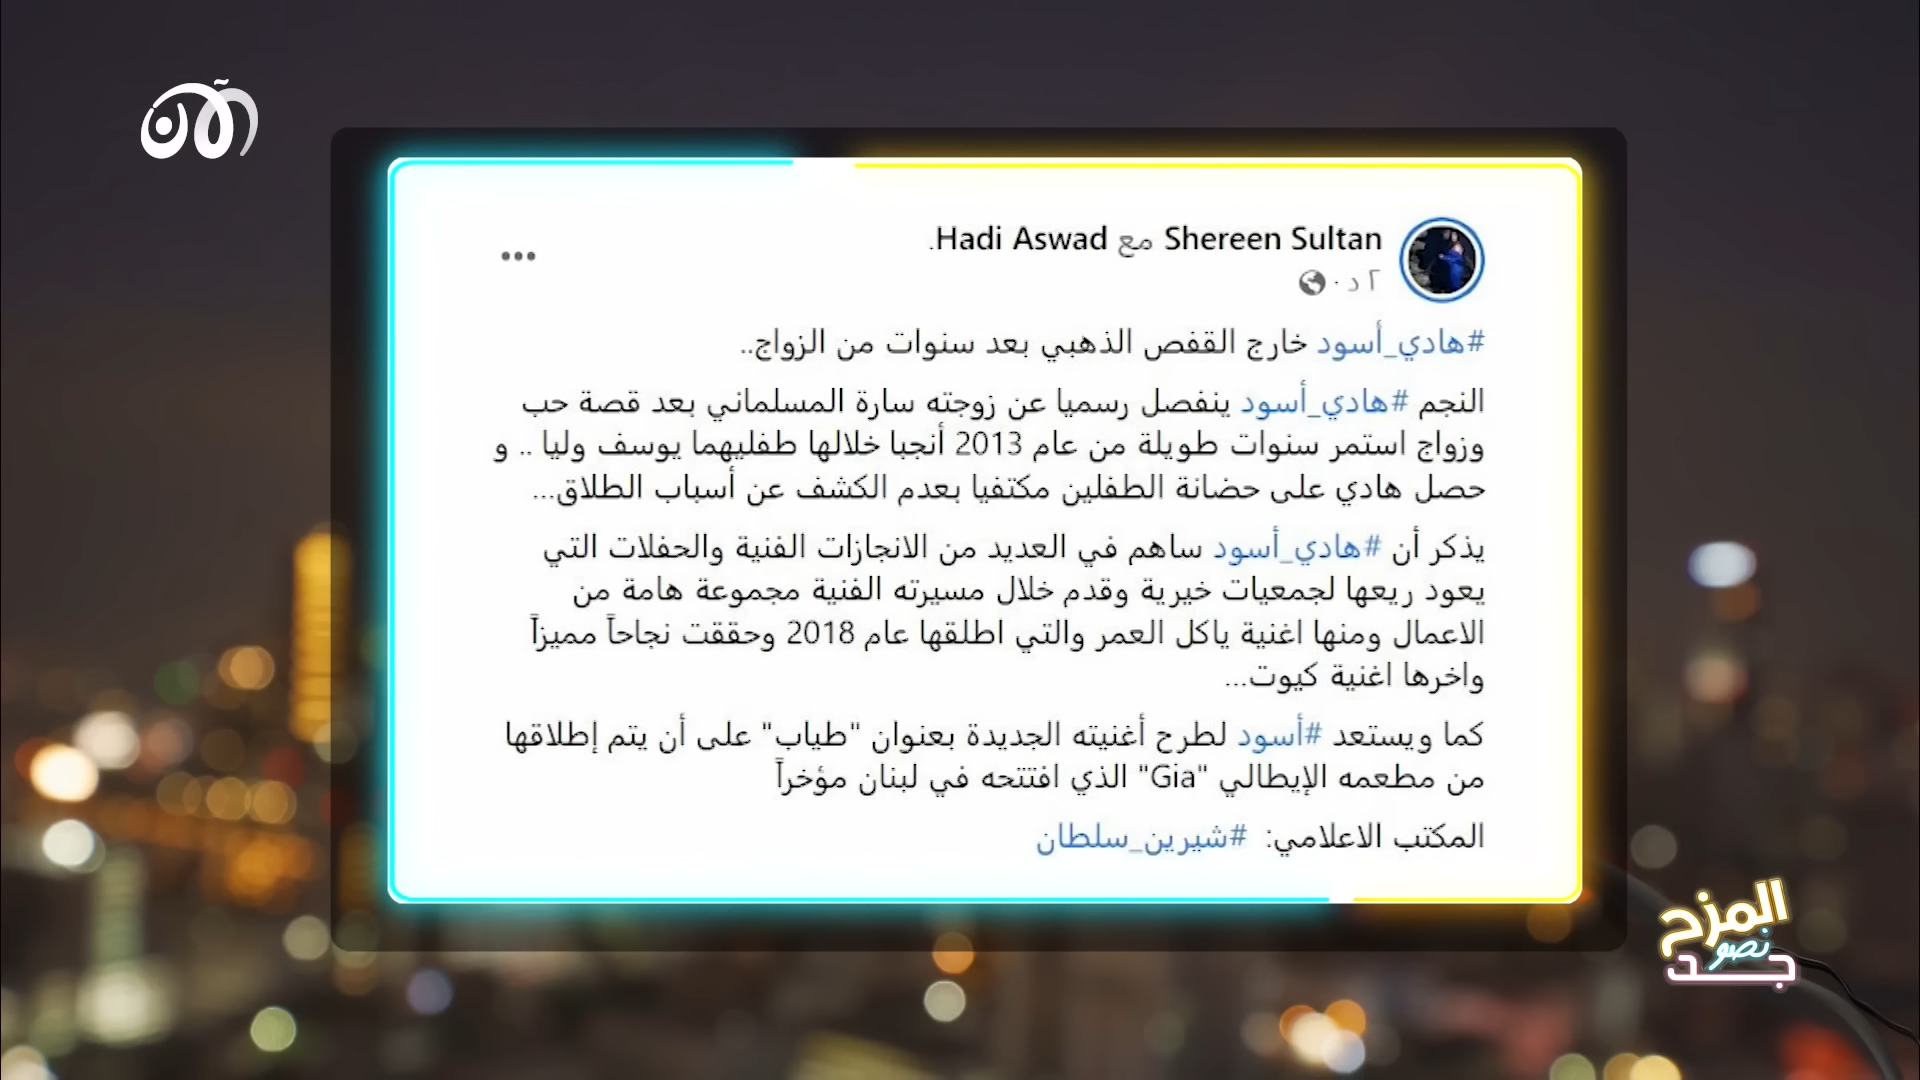 الآن
Shereen Sultan مع Hadi Aswad.
٢ د ·
#هادي_أسود خارج القفص الذهبي بعد سنوات من الزواج..
النجم #هادي_أسود ينفصل رسميا عن زوجته سارة المسلماني بعد قصة حب
وزواج استمر سنوات طويلة من عام 2013 أنجبا خلالها طفليهما يوسف وليا .. و
حصل هادي على حضانة الطفلين مكتفيا بعدم الكشف عن أسباب الطلاق...
يذكر أن #هادي_أسود ساهم في العديد من الانجازات الفنية والحفلات التي
يعود ريعها لجمعيات خيرية وقدم خلال مسيرته الفنية مجموعة هامة من
الاعمال ومنها اغنية ياكل العمر والتي اطلقها عام 2018 وحققت نجاحاً مميزاً
واخرها اغنية كيوت...
كما ويستعد #أسود لطرح أغنيته الجديدة بعنوان "طياب" على أن يتم إطلاقها
من مطعمه الإيطالي "Gia" الذي افتتحه في لبنان مؤخراً
المكتب الاعلامي: #شيرين_سلطان
المزح
نصو
جد